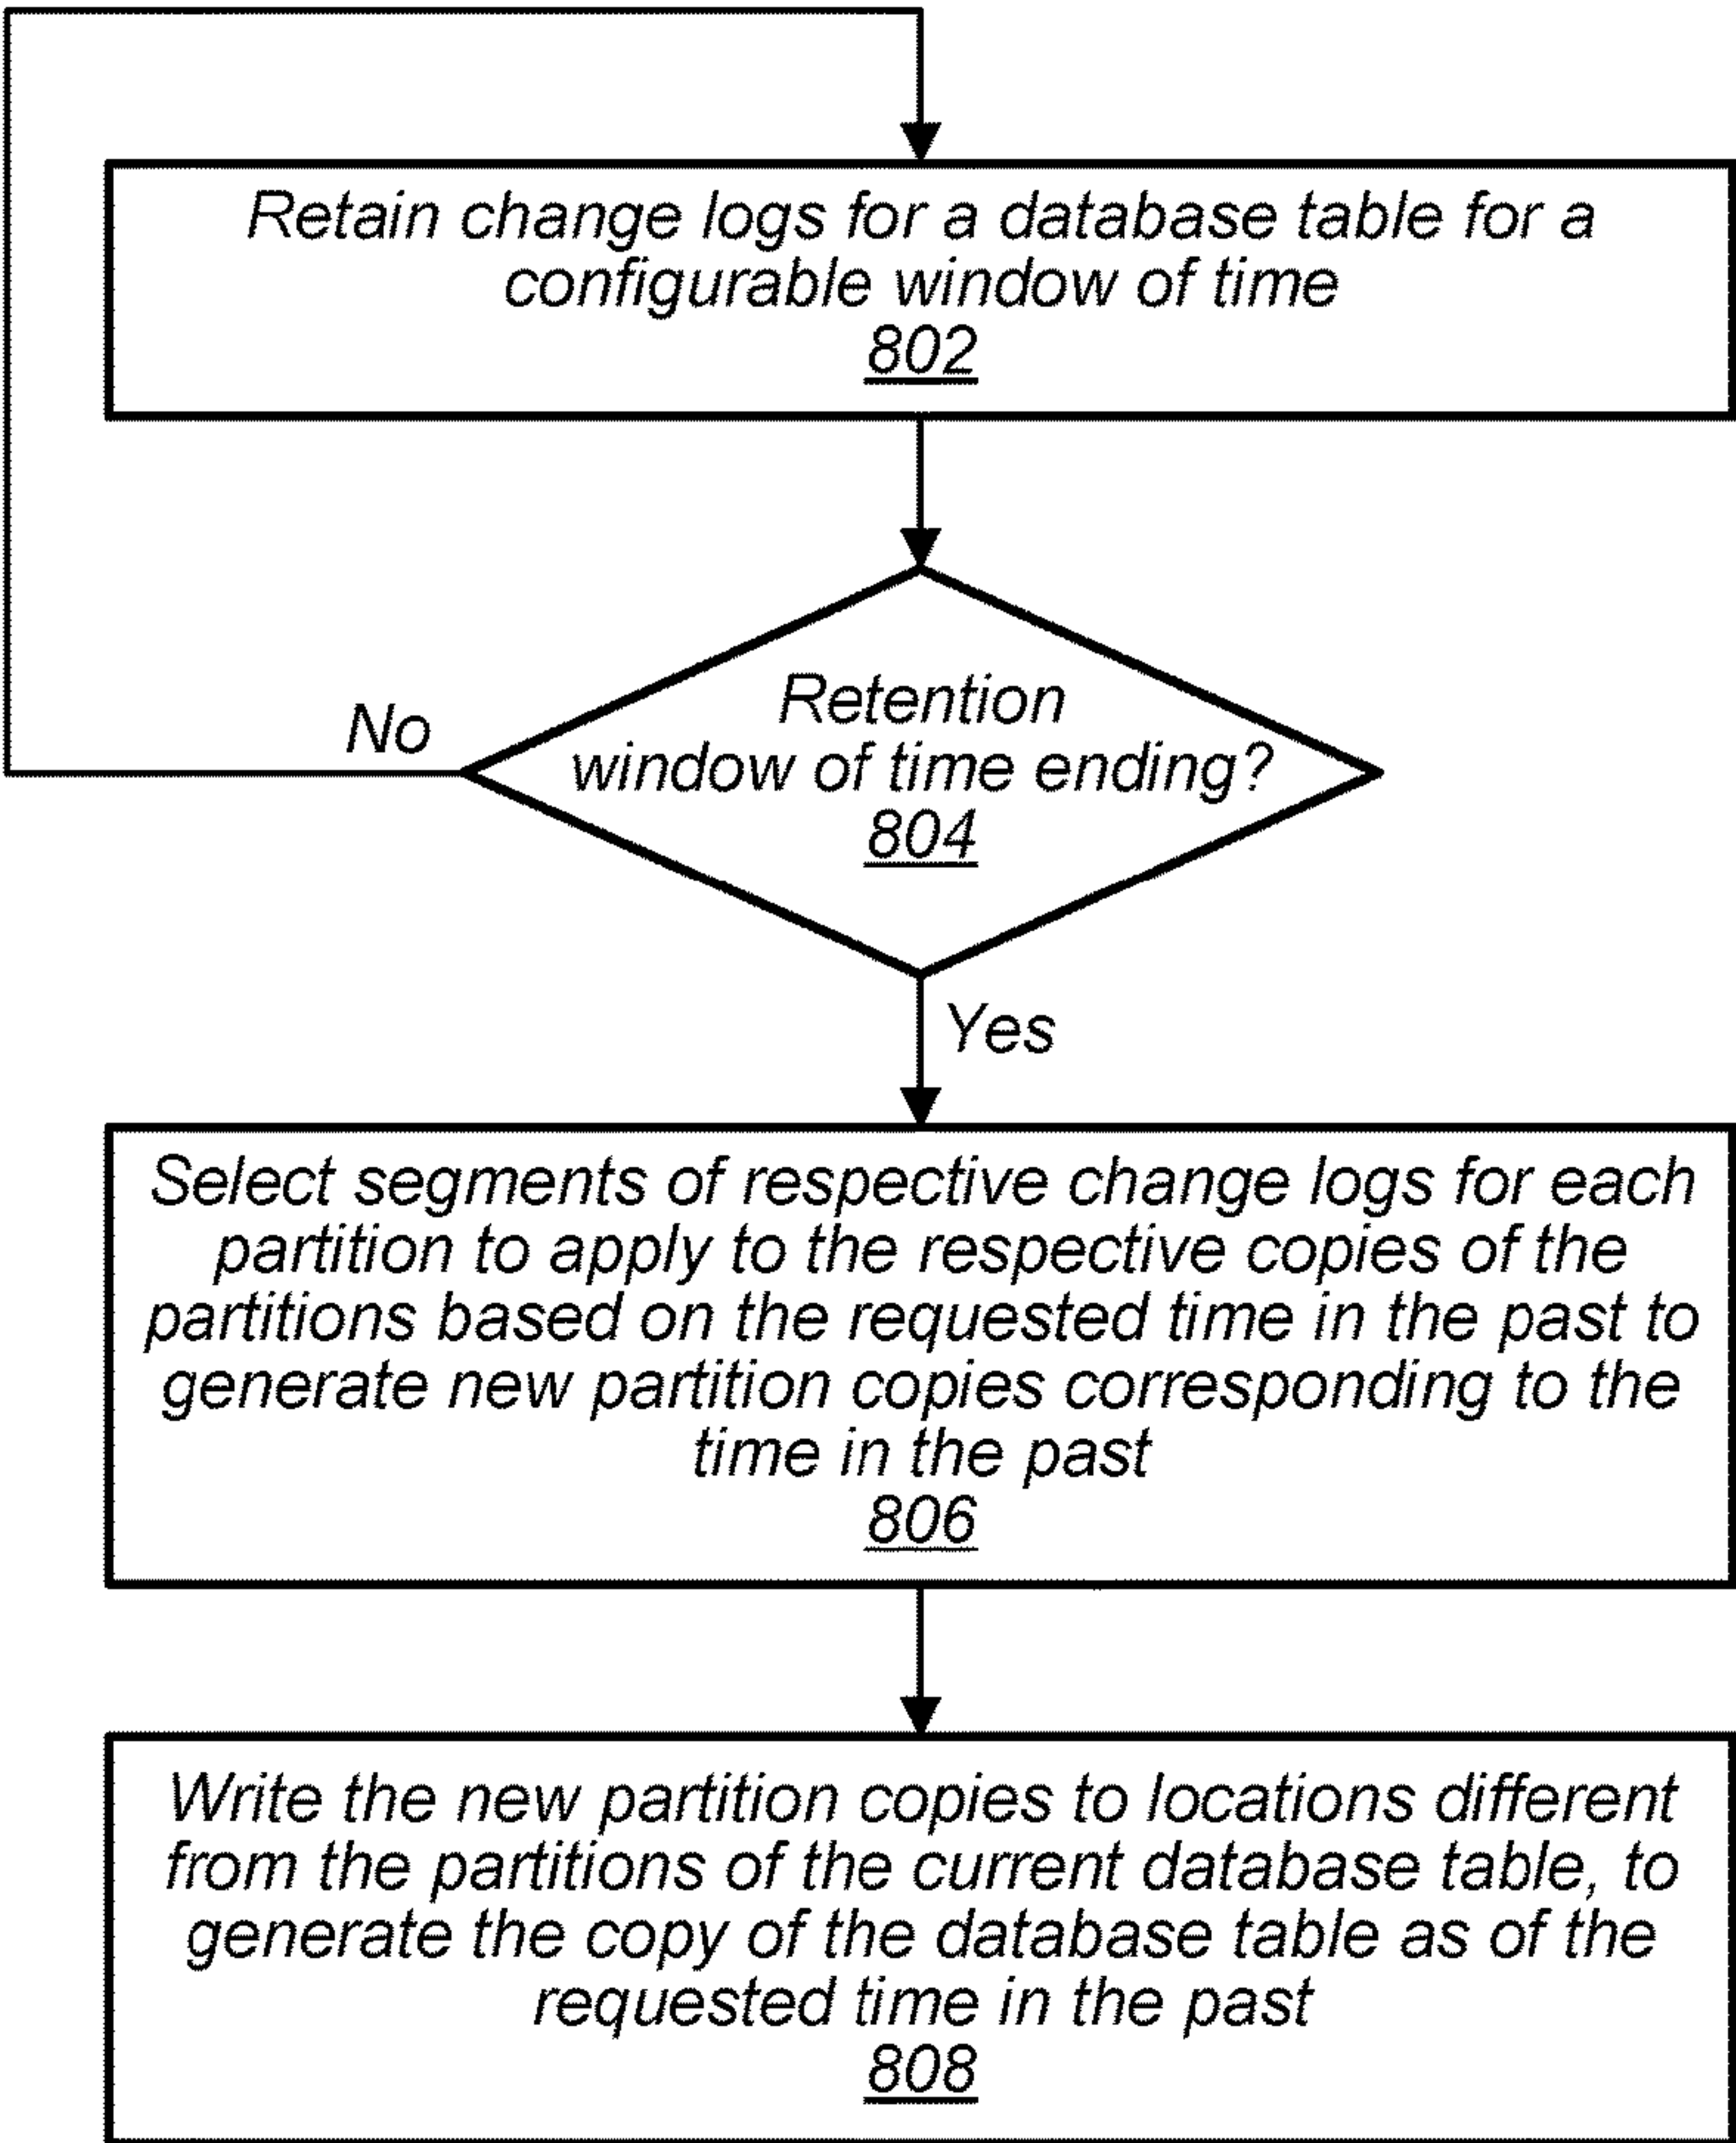 Retain change logs for a database table for a
configurable window of time
802
Retention
window of time ending?
804
No
Yes
Select segments of respective change logs for each
partition to apply to the respective copies of the
partitions based on the requested time in the past to
generate new partition copies corresponding to the
time in the past
806
Write the new partition copies to locations different
from the partitions of the current database table, to
generate the copy of the database table as of the
requested time in the past
808